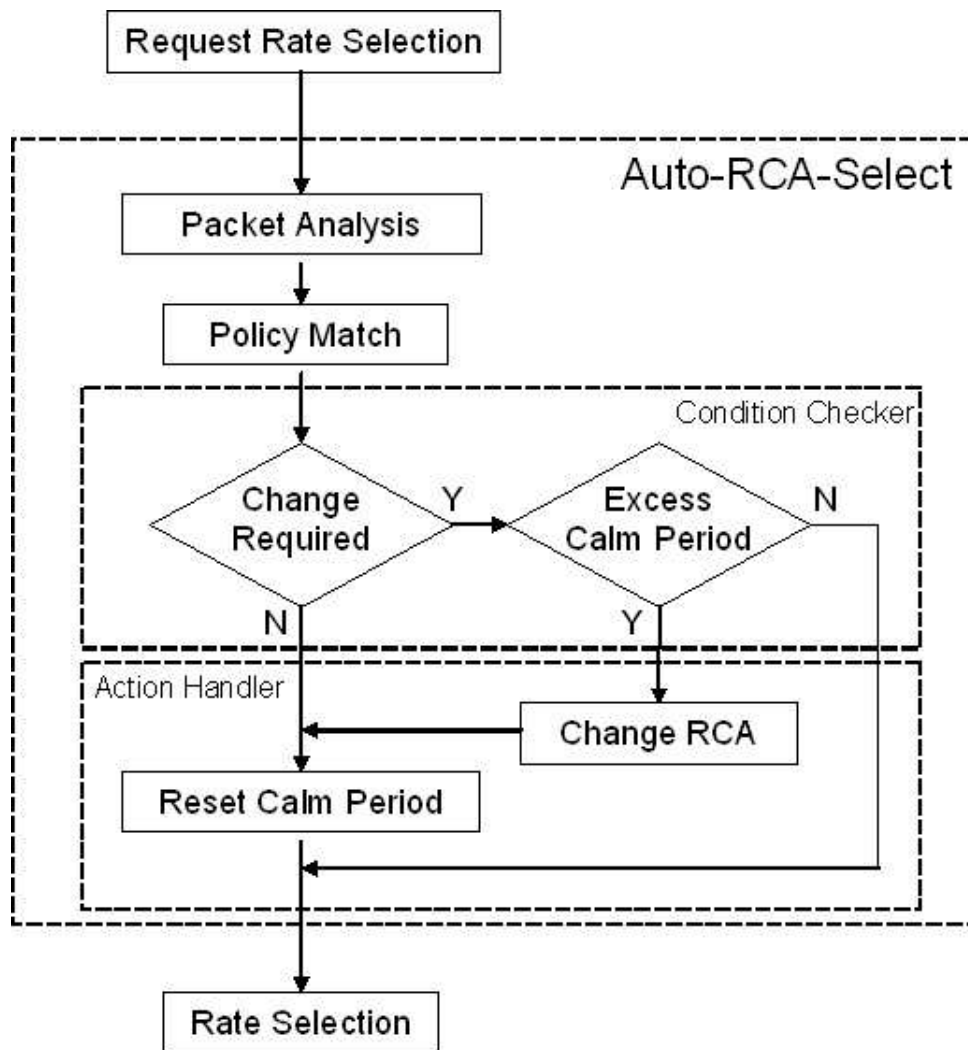 Request Rate Selection
Auto-RCA-Select
Packet Analysis
Policy Match
Condition Checker
Change
Required
Y
Excess
Calm Period
N
N
Y
Action Handler
Change RCA
Reset Calm Period
Rate Selection